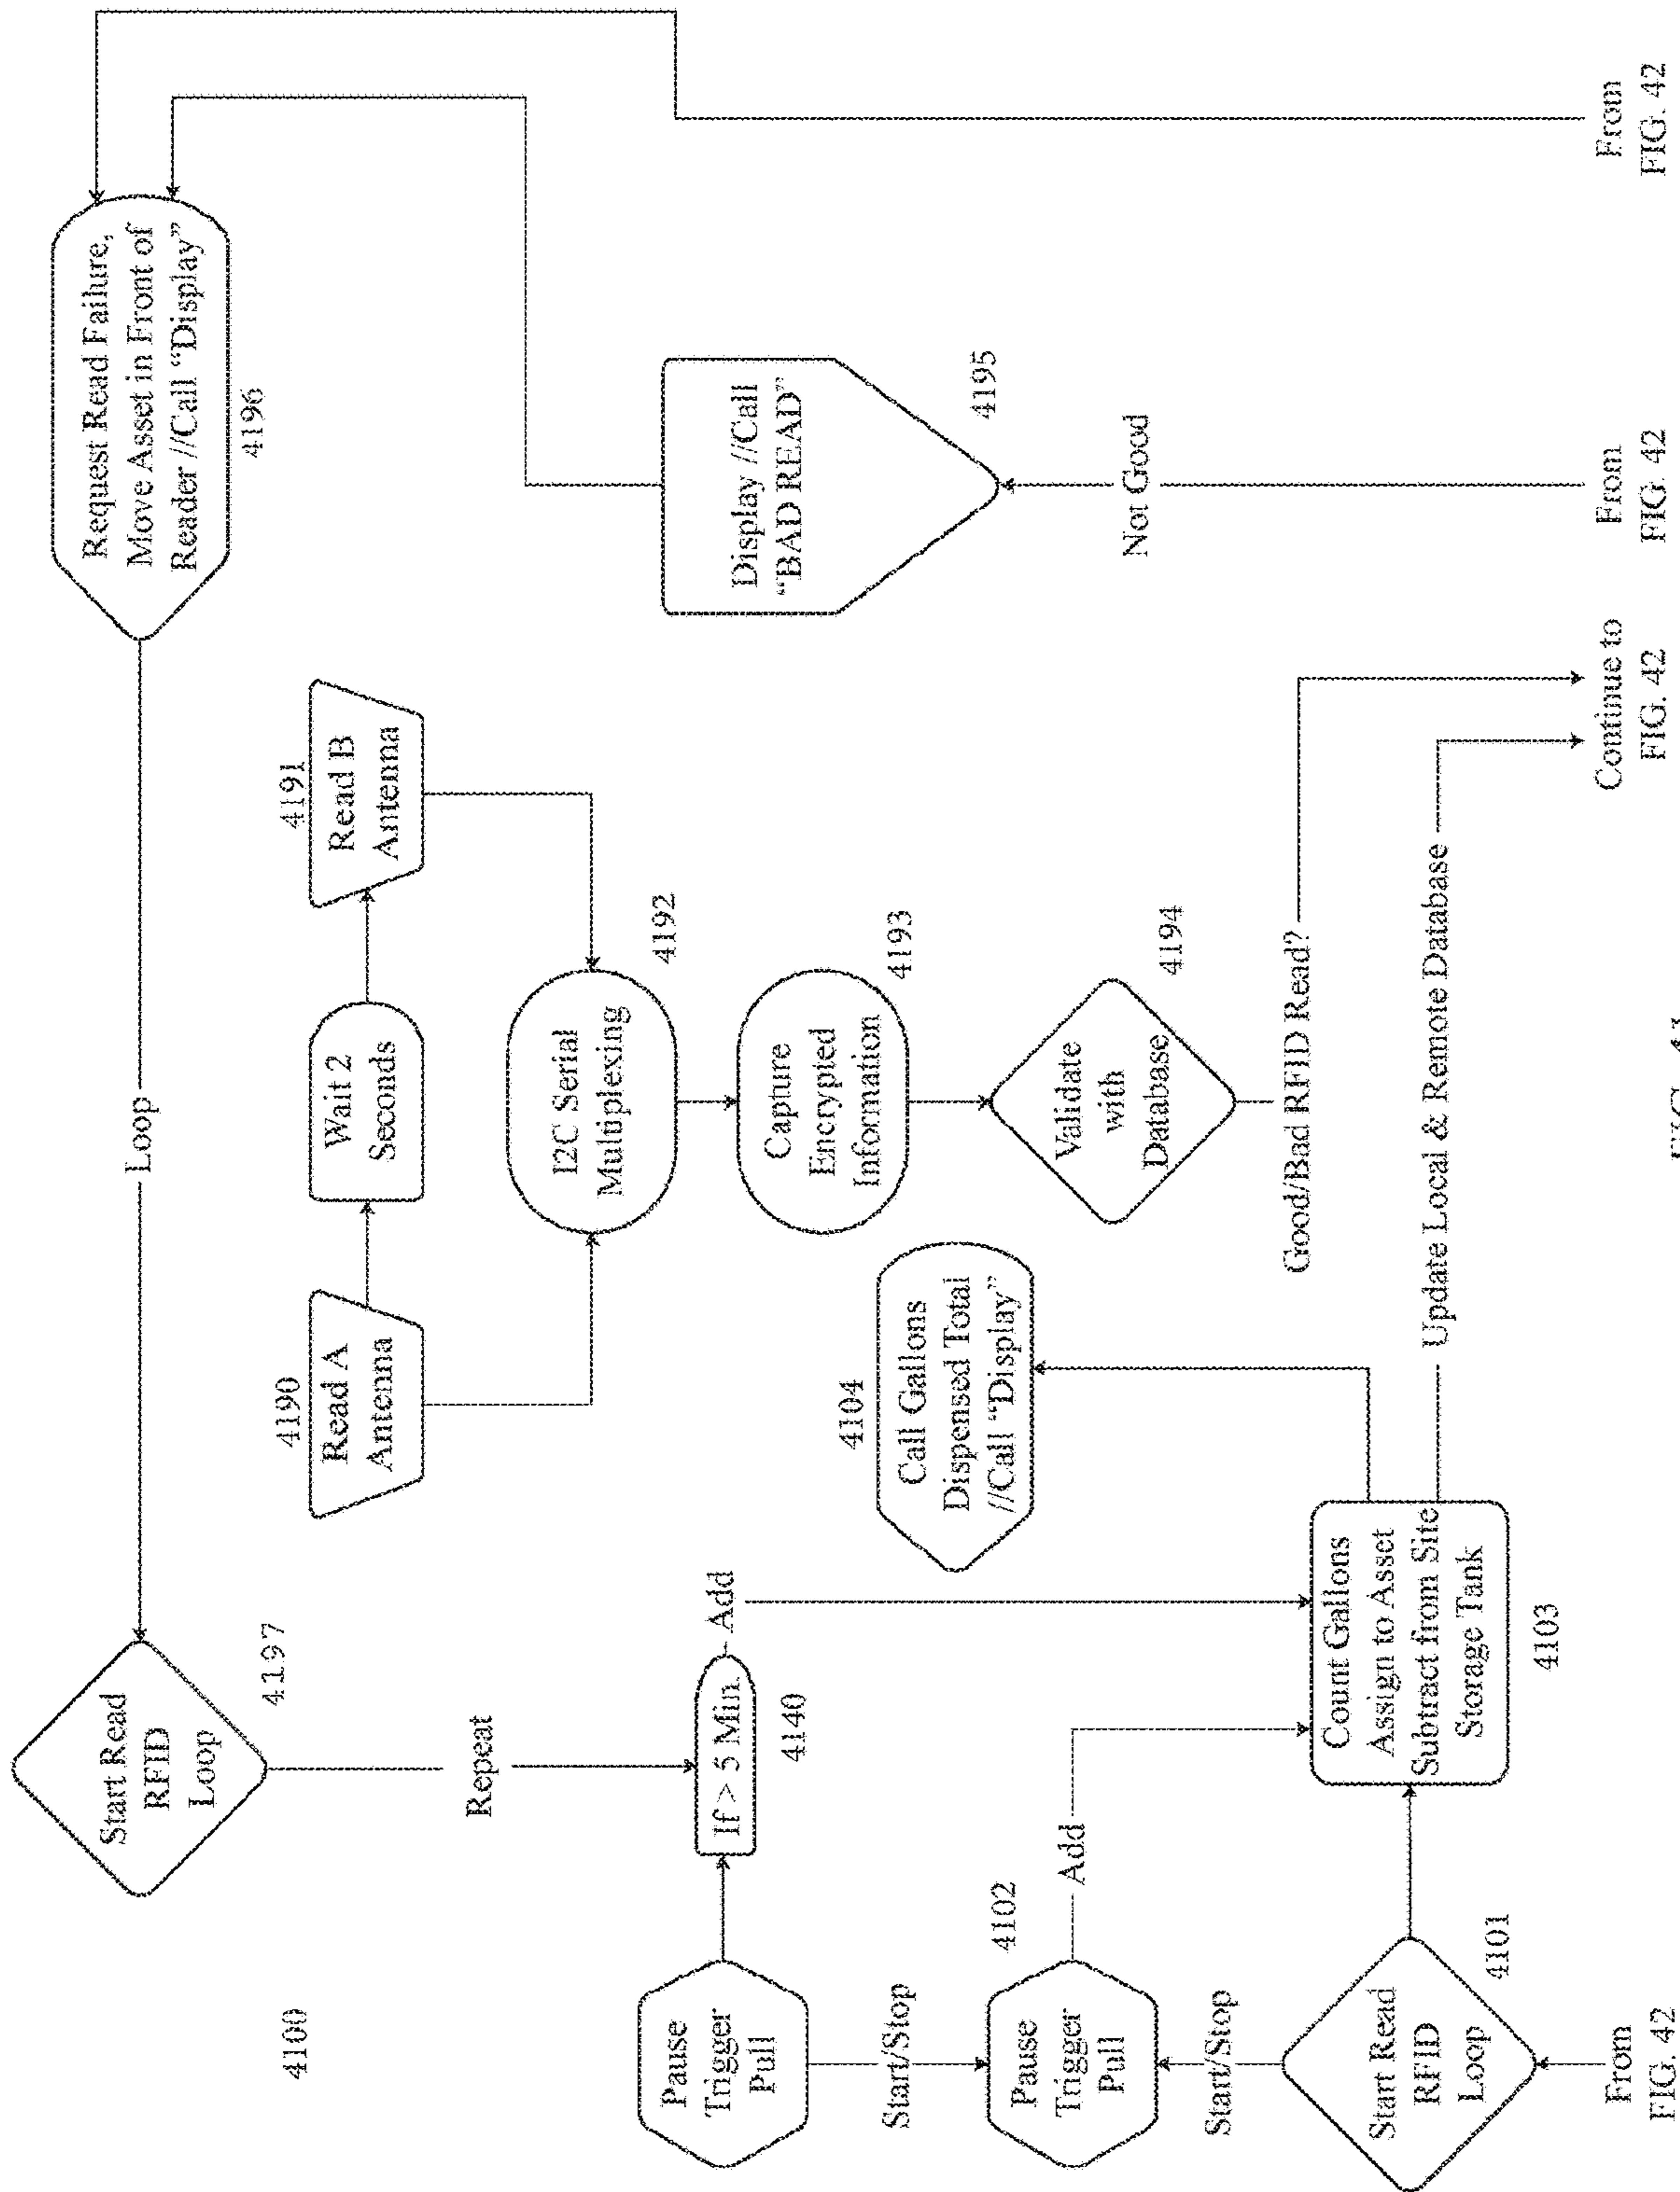 4100
Start Read
RFID
Loop
4197
Loop
Request Read Failure,
Move Asset in Front of
Reader //Call “Display”
4196
Repeat
4190
Read A
Antenna
Wait 2
Seconds
4191
Read B
Antenna
Pause
Trigger
Pull
If > 5 Min.
4140
Add
I2C Serial
Multiplexing
4192
Display //Call
“BAD READ”
4195
Start/Stop
Pause
Trigger
Pull
4102
Add
4104
Call Gallons
Dispensed Total
//Call “Display”
Capture
Encrypted
Information
4193
Validate
with
Database
4194
Not Good
Start/Stop
Start Read
RFID
Loop
4101
Count Gallons
Assign to Asset
Subtract from Site
Storage Tank
4103
Good/Bad RFID Read?
Update Local & Remote Database
From
FIG. 42
Continue to
FIG. 42
From
FIG. 42
From
FIG. 42